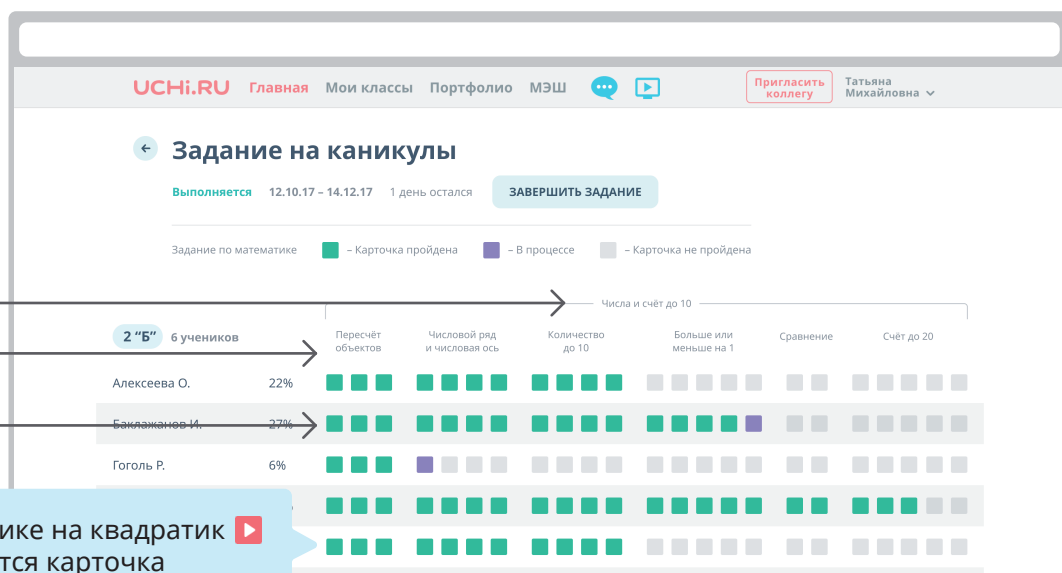 UCHi.RU Главная Мои классы Портфолио МЭШ Пригласить коллегу Татьяна Михайловна
Задание на каникулы
Выполняется 12.10.17 – 14.12.17 1 день остался ЗАВЕРШИТЬ ЗАДАНИЕ
Задание по математике – Карточка пройдена – В процессе – Карточка не пройдена
Числа и счёт до 10
2 “Б” 6 учеников
Пересчёт объектов
Числовой ряд и числовая ось
Количество до 10
Больше или меньше на 1
Сравнение
Счёт до 20
Алексеева О. 22%
Баклажанов И. 27%
Гоголь Р. 6%
ике на квадратик
тся карточка